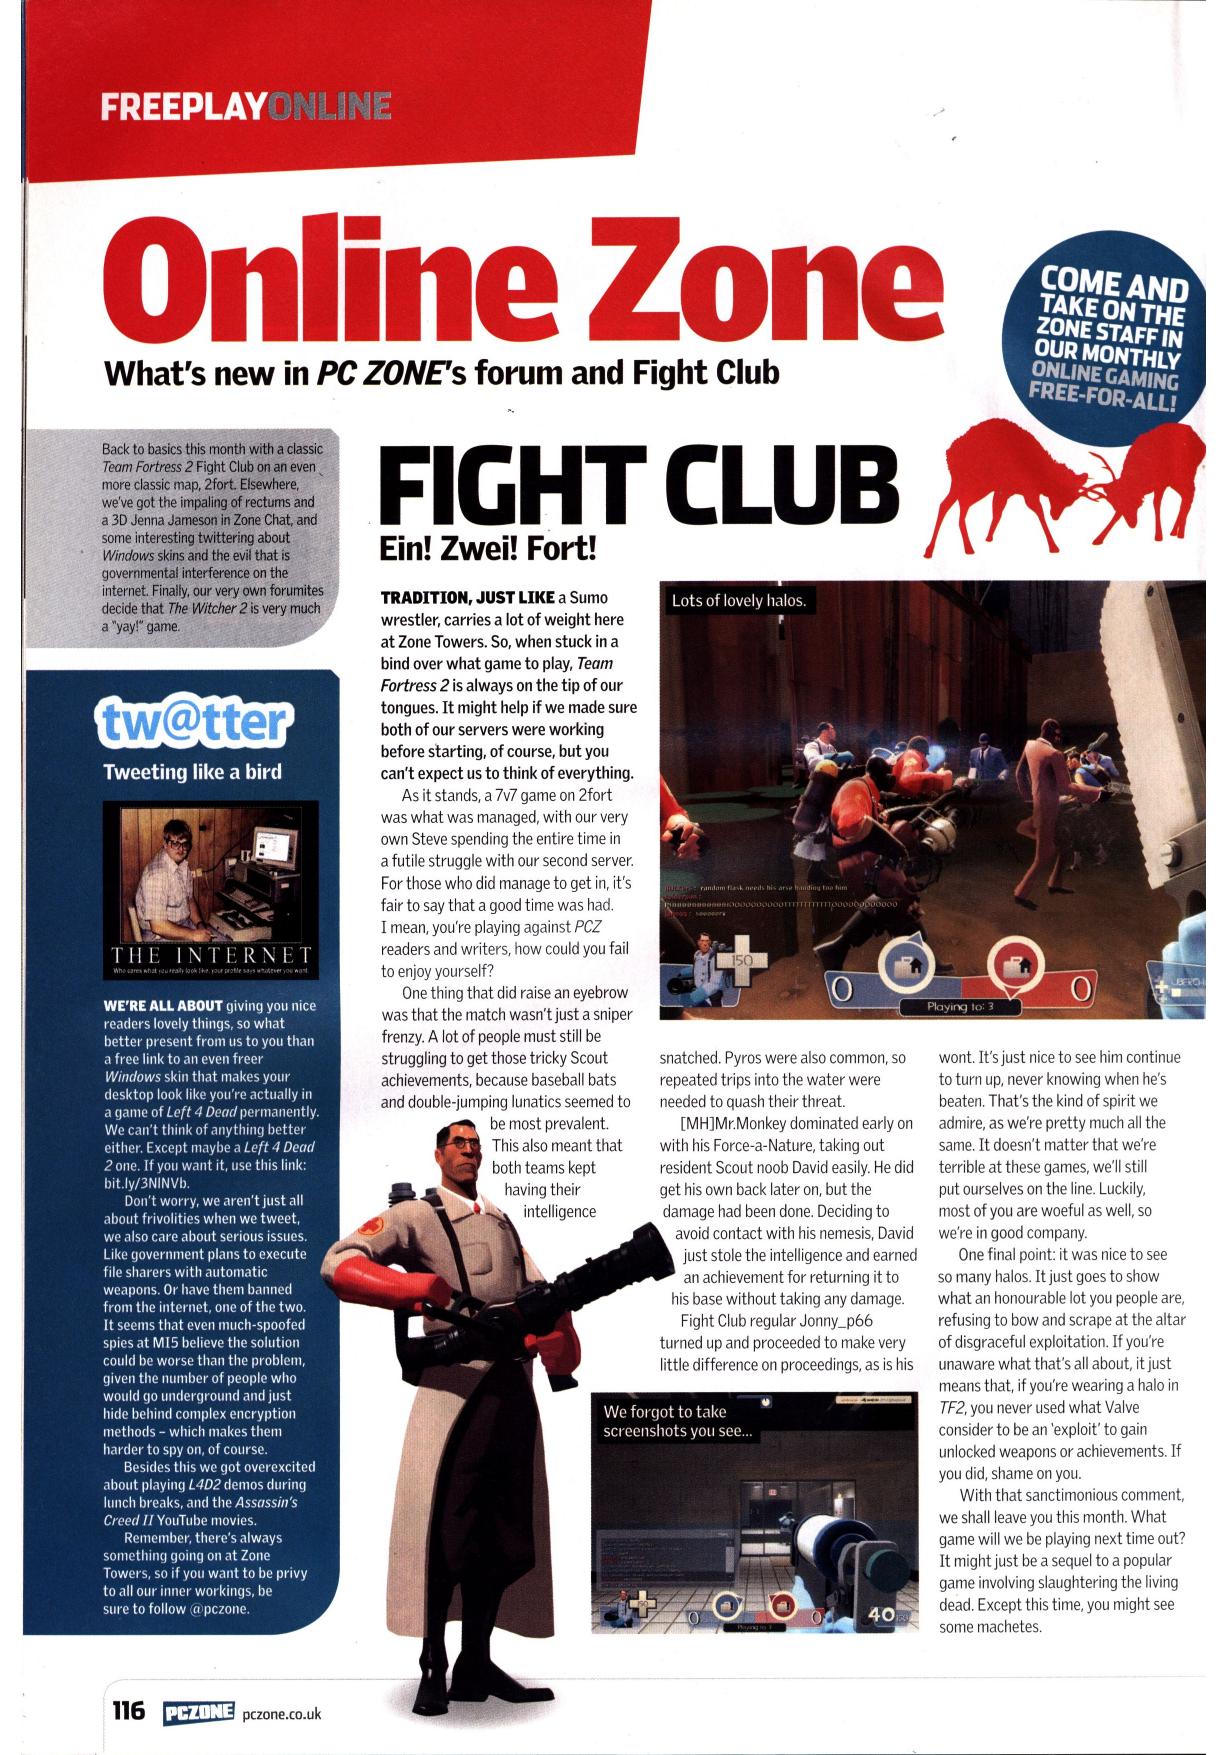 FREEPLAYONLINE
Online Zone
What's new in PC ZONE's forum and Fight Club
COME AND
TAKE ON THE
ZONE STAFF IN
OUR MONTHLY
ONLINE GAMING
FREE-FOR-ALL!
Back to basics this month with a classic
Team Fortress 2 Fight Club on an even
more classic map, 2fort. Elsewhere,
we've got the impaling of rectums and
a 3D Jenna Jameson in Zone Chat, and
some interesting twittering about
Windows skins and the evil that is
governmental interference on the
internet. Finally, our very own forumites
decide that The Witcher 2 is very much
a "yay!" game.
tw@tter
Tweeting like a bird
THE INTERNET
Who cares what you really look like, your profile says whatever you want.
WE'RE ALL ABOUT giving you nice
readers lovely things, so what
better present from us to you than
a free link to an even freer
Windows skin that makes your
desktop look like you're actually in
a game of Left 4 Dead permanently.
We can't think of anything better
either. Except maybe a Left 4 Dead
2 one. If you want it, use this link:
bit.ly/3NlNVb.
Don't worry, we aren't just all
about frivolities when we tweet,
we also care about serious issues.
Like government plans to execute
file sharers with automatic
weapons. Or have them banned
from the internet, one of the two.
It seems that even much-spoofed
spies at MI5 believe the solution
could be worse than the problem,
given the number of people who
would go underground and just
hide behind complex encryption
methods – which makes them
harder to spy on, of course.
Besides this we got overexcited
about playing L4D2 demos during
lunch breaks, and the Assassin's
Creed II YouTube movies.
Remember, there's always
something going on at Zone
Towers, so if you want to be privy
to all our inner workings, be
sure to follow @pczone.
FIGHT CLUB
Ein! Zwei! Fort!
TRADITION, JUST LIKE a Sumo
wrestler, carries a lot of weight here
at Zone Towers. So, when stuck in a
bind over what game to play, Team
Fortress 2 is always on the tip of our
tongues. It might help if we made sure
both of our servers were working
before starting, of course, but you
can't expect us to think of everything.
As it stands, a 7v7 game on 2fort
was what was managed, with our very
own Steve spending the entire time in
a futile struggle with our second server.
For those who did manage to get in, it's
fair to say that a good time was had.
I mean, you're playing against PCZ
readers and writers, how could you fail
to enjoy yourself?
One thing that did raise an eyebrow
was that the match wasn't just a sniper
frenzy. A lot of people must still be
struggling to get those tricky Scout
achievements, because baseball bats
and double-jumping lunatics seemed to
be most prevalent.
This also meant that
both teams kept
having their
intelligence
Lots of lovely halos.
random flask needs his arse handing too him
150
0
Playing to: 3
0
snatched. Pyros were also common, so
repeated trips into the water were
needed to quash their threat.
[MH]Mr.Monkey dominated early on
with his Force-a-Nature, taking out
resident Scout noob David easily. He did
get his own back later on, but the
damage had been done. Deciding to
avoid contact with his nemesis, David
just stole the intelligence and earned
an achievement for returning it to
his base without taking any damage.
Fight Club regular Jonny_p66
turned up and proceeded to make very
little difference on proceedings, as is his
We forgot to take
screenshots you see...
0
Playing to: 3
0
40
wont. It's just nice to see him continue
to turn up, never knowing when he's
beaten. That's the kind of spirit we
admire, as we're pretty much all the
same. It doesn't matter that we're
terrible at these games, we'll still
put ourselves on the line. Luckily,
most of you are woeful as well, so
we're in good company.
One final point: it was nice to see
so many halos. It just goes to show
what an honourable lot you people are,
refusing to bow and scrape at the altar
of disgraceful exploitation. If you're
unaware what that's all about, it just
means that, if you're wearing a halo in
TF2, you never used what Valve
consider to be an 'exploit' to gain
unlocked weapons or achievements. If
you did, shame on you.
With that sanctimonious comment,
we shall leave you this month. What
game will we be playing next time out?
It might just be a sequel to a popular
game involving slaughtering the living
dead. Except this time, you might see
some machetes.
116 PCZONE pczone.co.uk